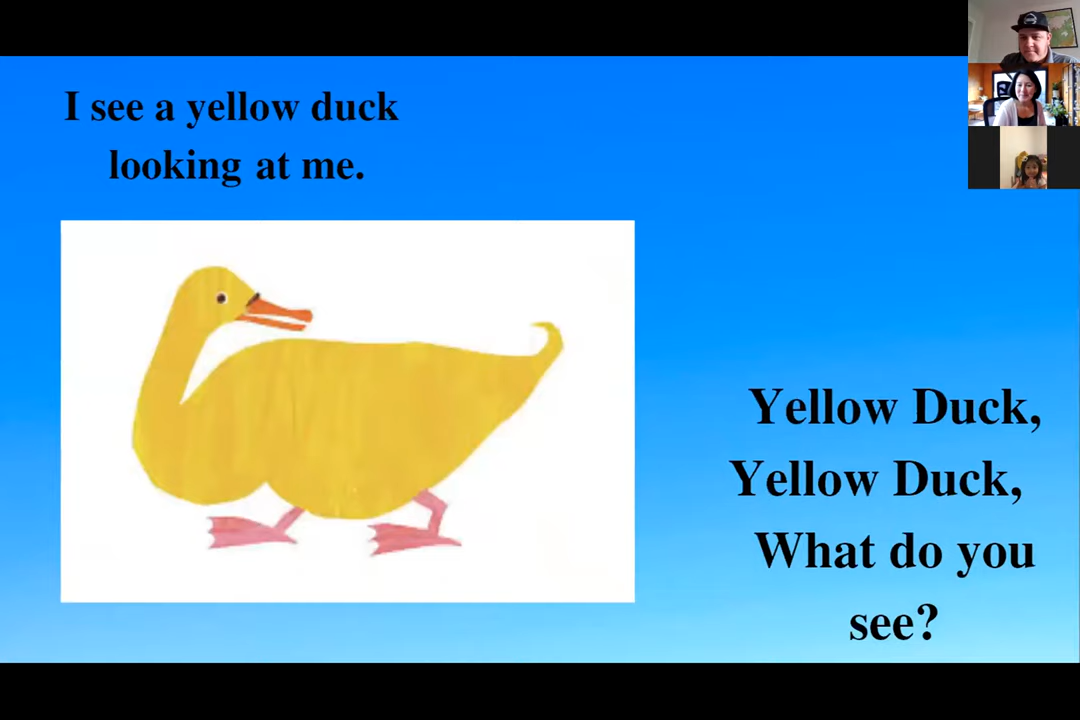 I see a yellow duck
looking at me.
Yellow Duck,
Yellow Duck,
What do you
see?